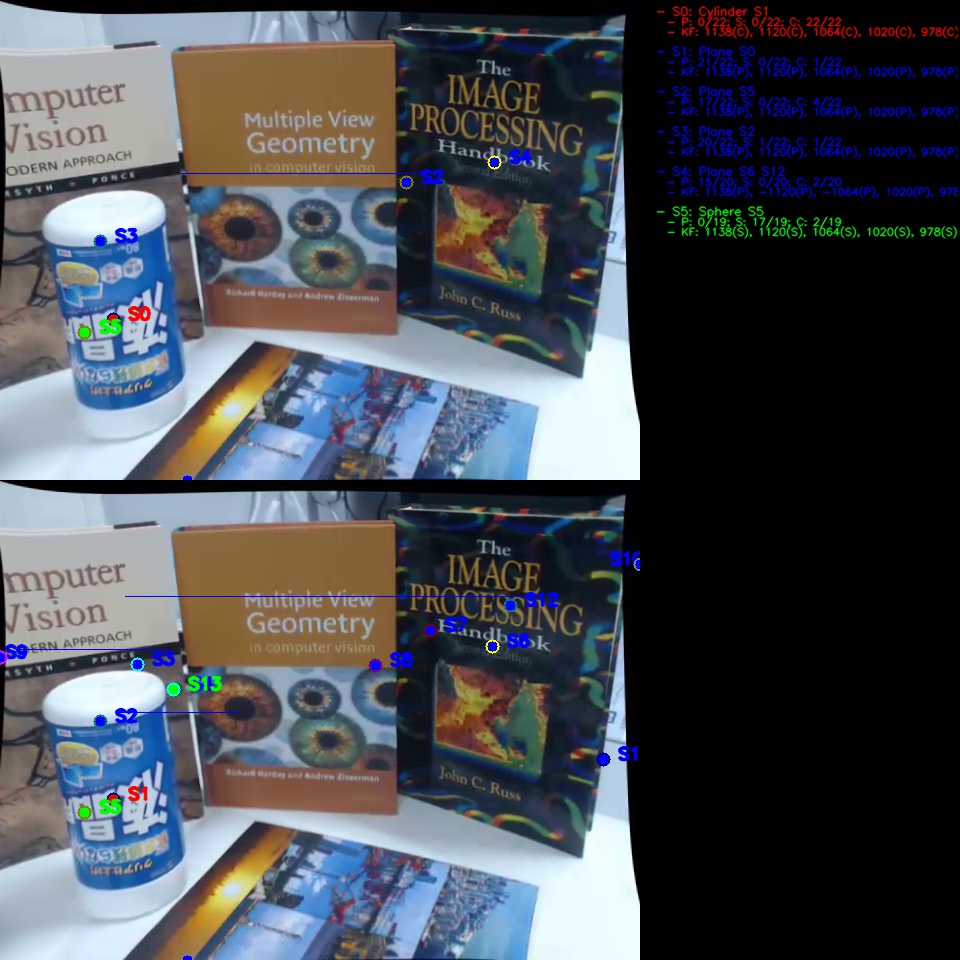 mputer
Vision
ODERN APPROACH
RSYTH * PONCE
Multiple View
Geometry
in computer vision
Richard Hartley and Andrew Zisserman
The
IMAGE
PROCESSING
Handbook
Second Edition
John C. Russ
S4
S2
S3
S0
S5
- S0: Cylinder S1
- P: 0/22; S: 0/22; C: 22/22
- KF: 1138(C), 1120(C), 1064(C), 1020(C), 978(C)
- S1: Plane S0
- P: 21/22; S: 0/22; C: 1/22
- KF: 1138(P), 1120(P), 1064(P), 1020(P), 978(P)
- S2: Plane S5
- P: 17/22; S: 0/22; C: 4/22
- KF: 1138(P), 1120(P), 1064(P), 1020(P), 978(P)
- S3: Plane S2
- P: 20/22; S: 1/22; C: 1/22
- KF: 1138(P), 1120(P), 1064(P), 1020(P), 978(P)
- S4: Plane S6 S12
- P: 15/20; S: 0/20; C: 2/20
- KF: 1138(P), -1120(P), -1064(P), 1020(P), 978
- S5: Sphere S5
- P: 0/19; S: 17/19; C: 2/19
- KF: 1138(S), 1120(S), 1064(S), 1020(S), 978(S)
mputer
Vision
ERN APPROACH
RSYTH * PONCE
Multiple View
Geometry
in computer vision
Richard Hartley and Andrew Zisserman
The
IMAGE
PROCESSING
Handbook
Second Edition
John C. Russ
S12
S7
S6
S9
S3
S8
S13
S2
S1
S1
S5